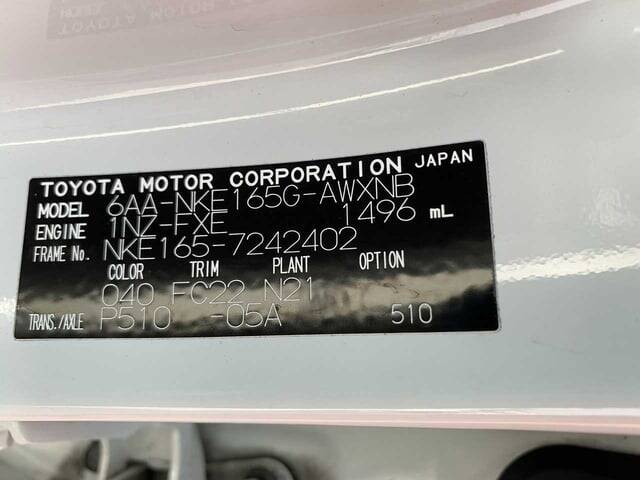 TOYOTA MOTOR CORPORATION JAPAN
MODEL 6AA-NKE165G-AWXNB
ENGINE 1NZ-FXE 1496 mL
FRAME No. NKE165-7242402
COLOR TRIM PLANT OPTION
040 FC22 N21
TRANS./AXLE P510 -05A 510